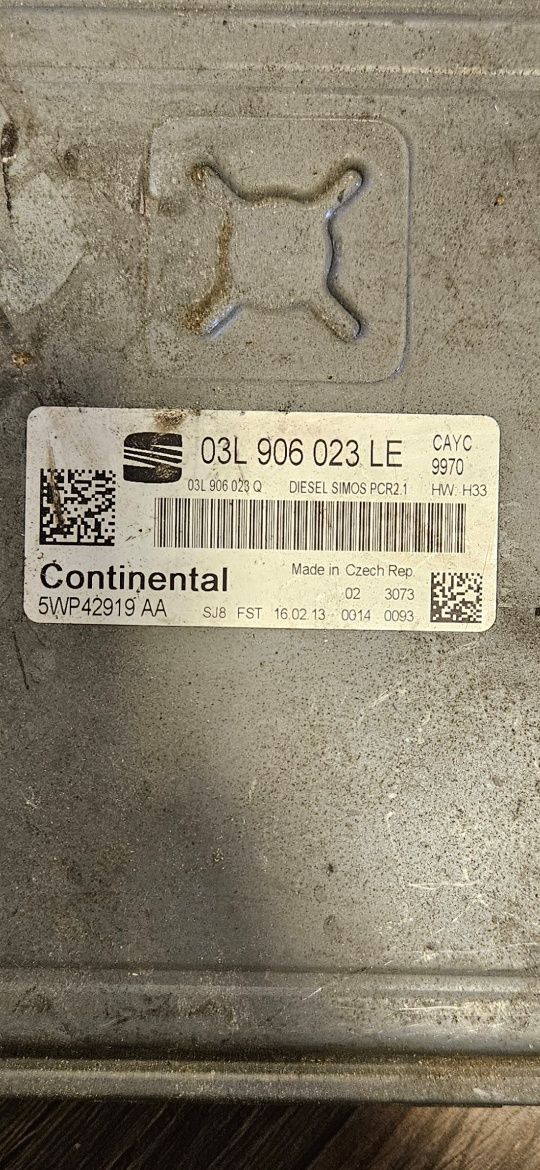 03L 906 023 LE CAYC
9970
03L 906 023 Q DIESEL SIMOS PCR2.1 HW: H33
Continental Made in Czech Rep.
02 3073
5WP42919 AA SJ8 FST 16.02.13 0014 0093